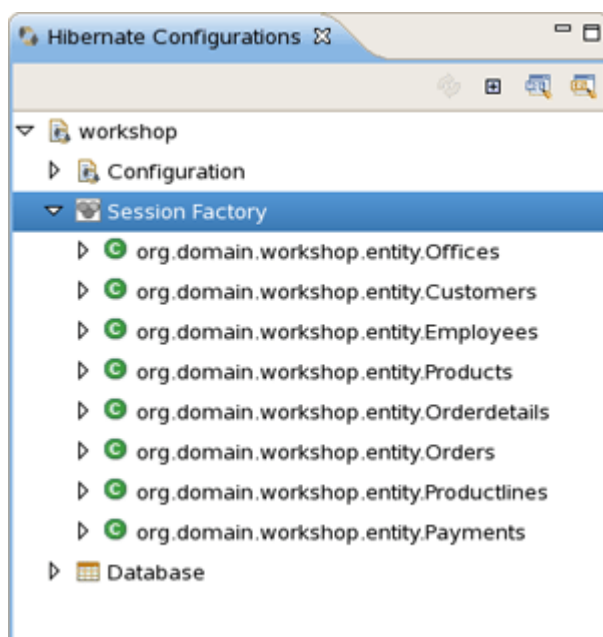 Hibernate Configurations
workshop
Configuration
Session Factory
org.domain.workshop.entity.Offices
org.domain.workshop.entity.Customers
org.domain.workshop.entity.Employees
org.domain.workshop.entity.Products
org.domain.workshop.entity.Orderdetails
org.domain.workshop.entity.Orders
org.domain.workshop.entity.Productlines
org.domain.workshop.entity.Payments
Database